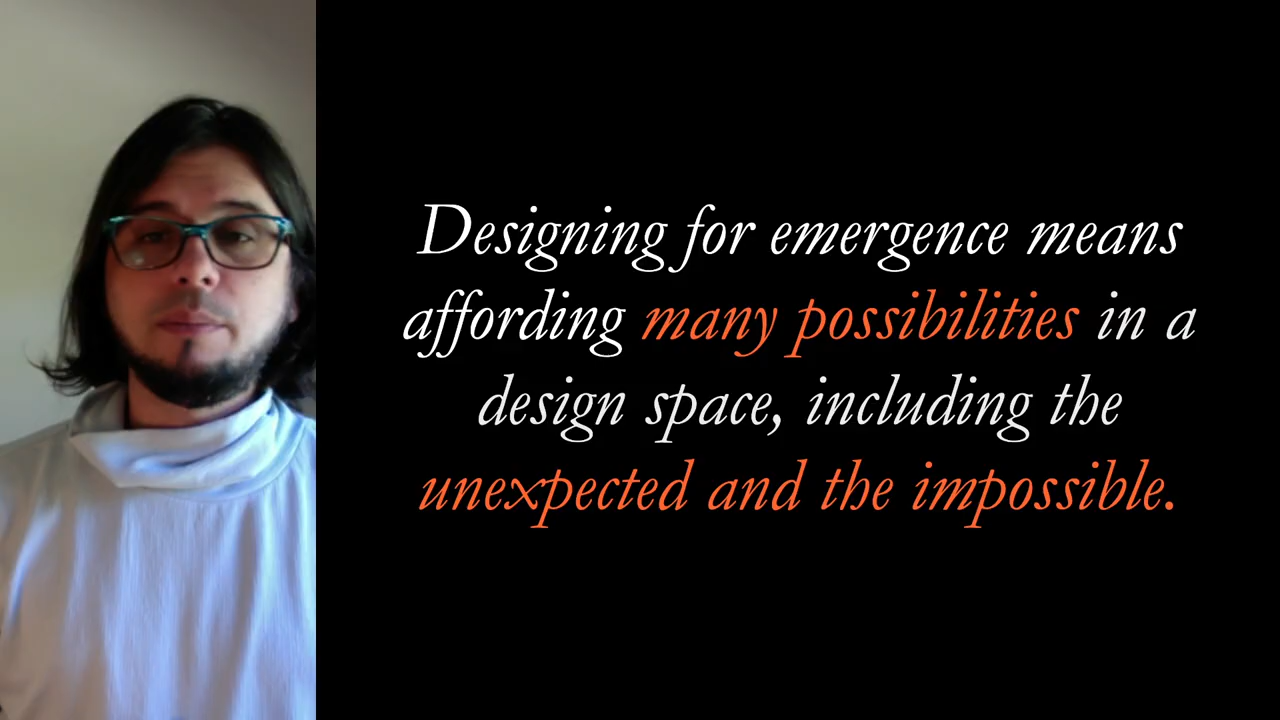 Designing for emergence means
affording many possibilities in a
design space, including the
unexpected and the impossible.